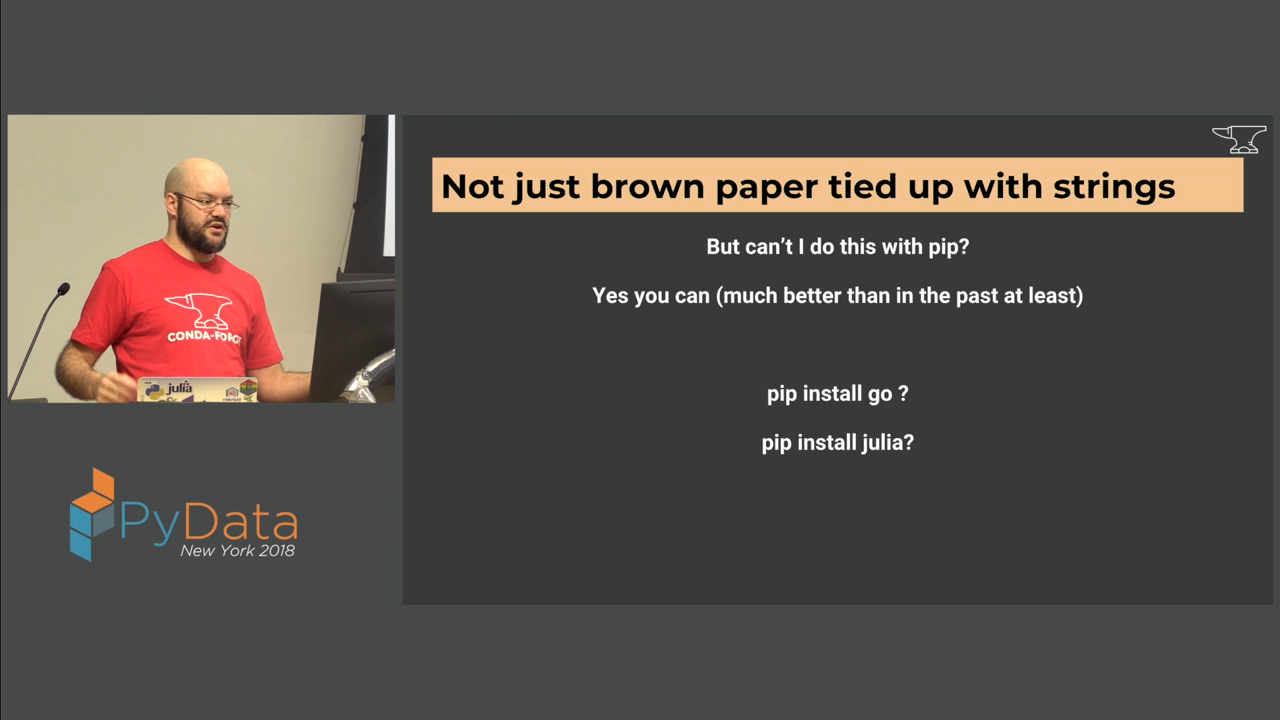 Not just brown paper tied up with strings
But can't I do this with pip?
Yes you can (much better than in the past at least)
pip install go ?
pip install julia?
CONDA-FORGE
julia
PyData
New York 2018